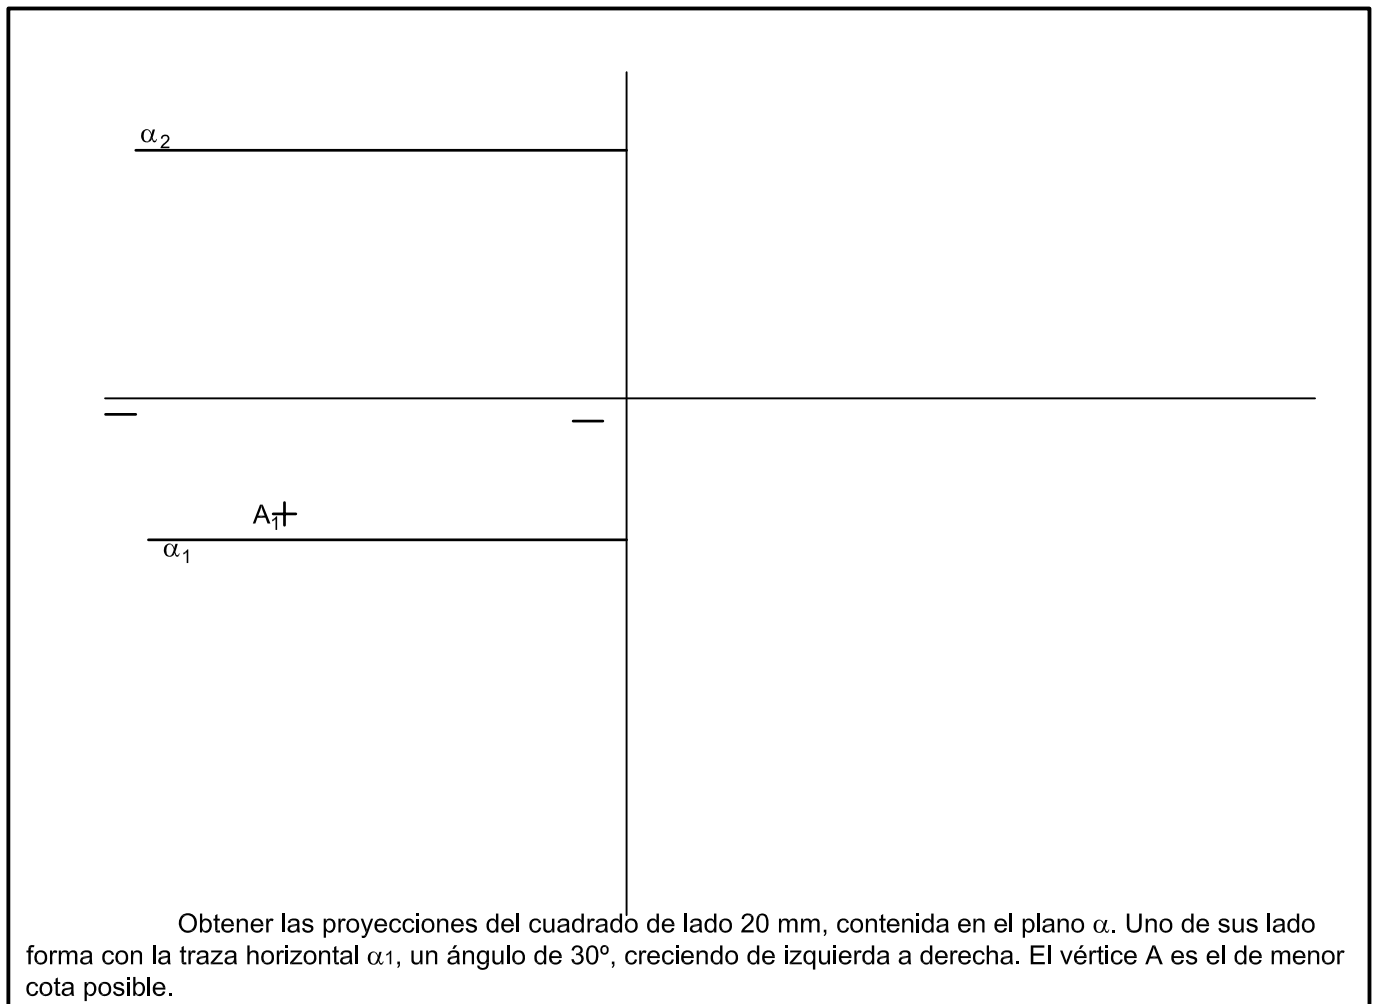 α2
A1
α1
Obtener las proyecciones del cuadrado de lado 20 mm, contenida en el plano α. Uno de sus lado
forma con la traza horizontal α1, un ángulo de 30º, creciendo de izquierda a derecha. El vértice A es el de menor
cota posible.